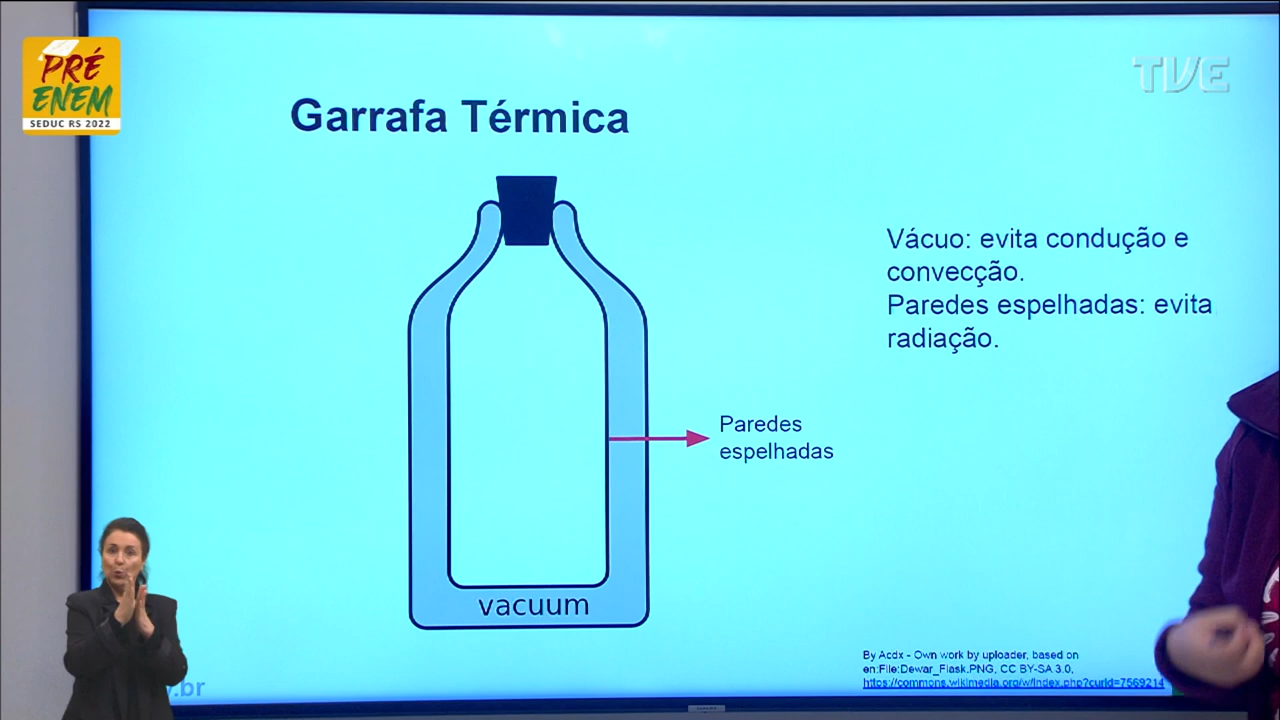 PRÉ
ENEM
SEDUC RS 2022
TVE
Garrafa Térmica
Vácuo: evita condução e
convecção.
Paredes espelhadas: evita
radiação.
Paredes
espelhadas
vacuum
By Acdx - Own work by uploader, based on
en:File:Dewar_Flask.PNG, CC BY-SA 3.0,
https://commons.wikimedia.org/w/index.php?curid=7569214
.br